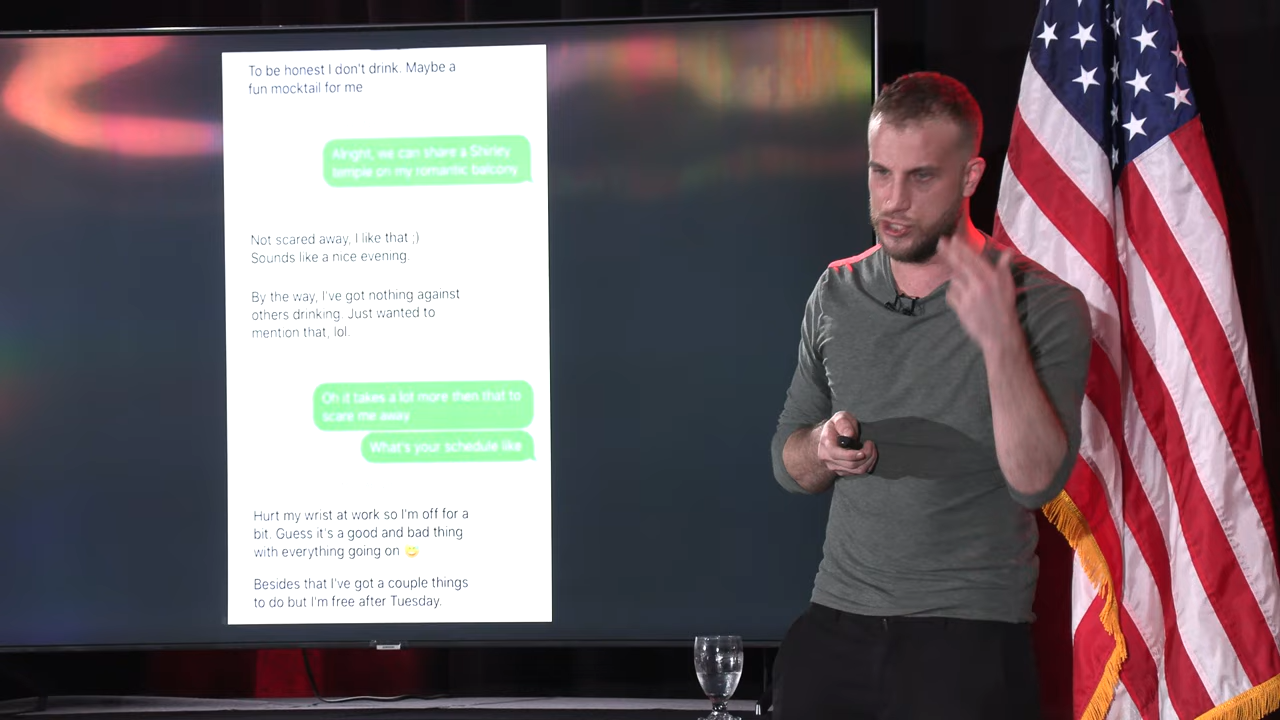 To be honest I don't drink. Maybe a
fun mocktail for me
Alright, we can share a Shirley
temple on my romantic balcony
Not scared away, I like that ;)
Sounds like a nice evening.
By the way, I've got nothing against
others drinking. Just wanted to
mention that, lol.
Oh it takes a lot more then that to
scare me away
What's your schedule like
Hurt my wrist at work so I'm off for a
bit. Guess it's a good and bad thing
with everything going on 😅
Besides that I've got a couple things
to do but I'm free after Tuesday.